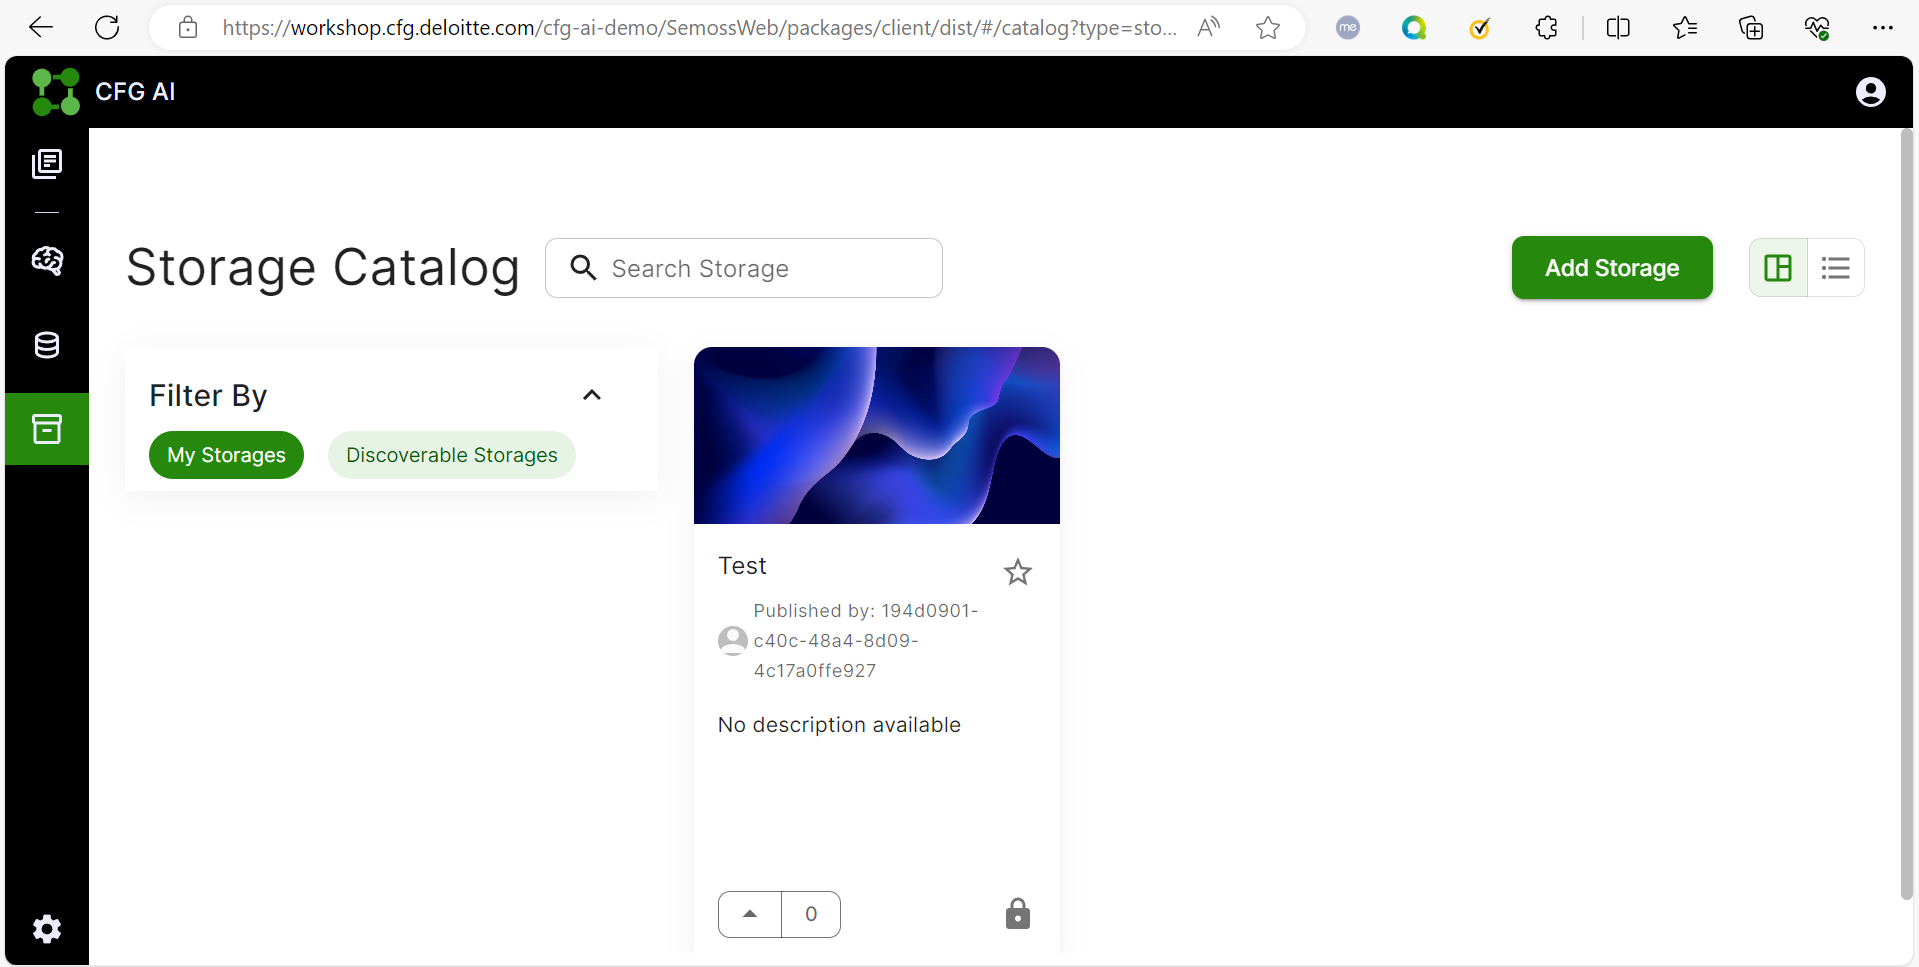 https://workshop.cfg.deloitte.com/cfg-ai-demo/SemossWeb/packages/client/dist/#/catalog?type=sto...
me
CFG AI
Storage Catalog
Search Storage
Add Storage
Filter By
My Storages
Discoverable Storages
Test
Published by: 194d0901-
c40c-48a4-8d09-
4c17a0ffe927
No description available
0